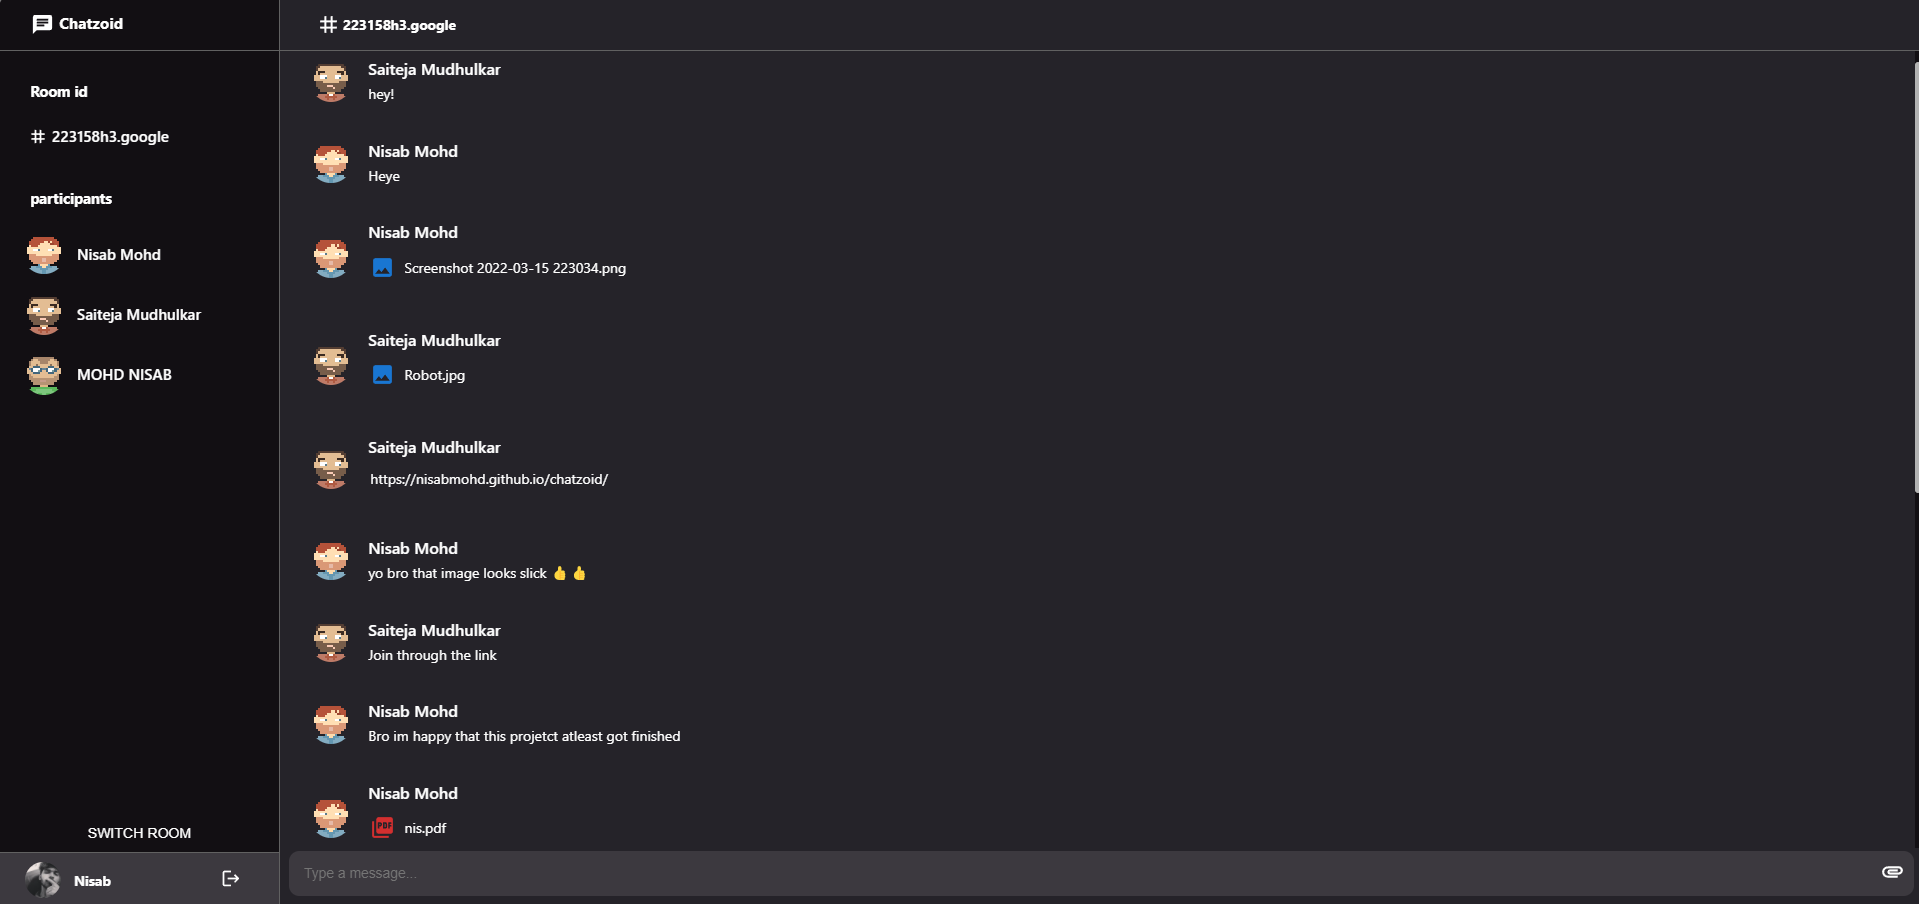 Chatzoid
Room id
# 223158h3.google
participants
Nisab Mohd
Saiteja Mudhulkar
MOHD NISAB
SWITCH ROOM
Nisab
# 223158h3.google
Saiteja Mudhulkar
hey!
Nisab Mohd
Heye
Nisab Mohd
Screenshot 2022-03-15 223034.png
Saiteja Mudhulkar
Robot.jpg
Saiteja Mudhulkar
https://nisabmohd.github.io/chatzoid/
Nisab Mohd
yo bro that image looks slick 👍 👍
Saiteja Mudhulkar
Join through the link
Nisab Mohd
Bro im happy that this projetct atleast got finished
Nisab Mohd
PDF nis.pdf
Type a message...